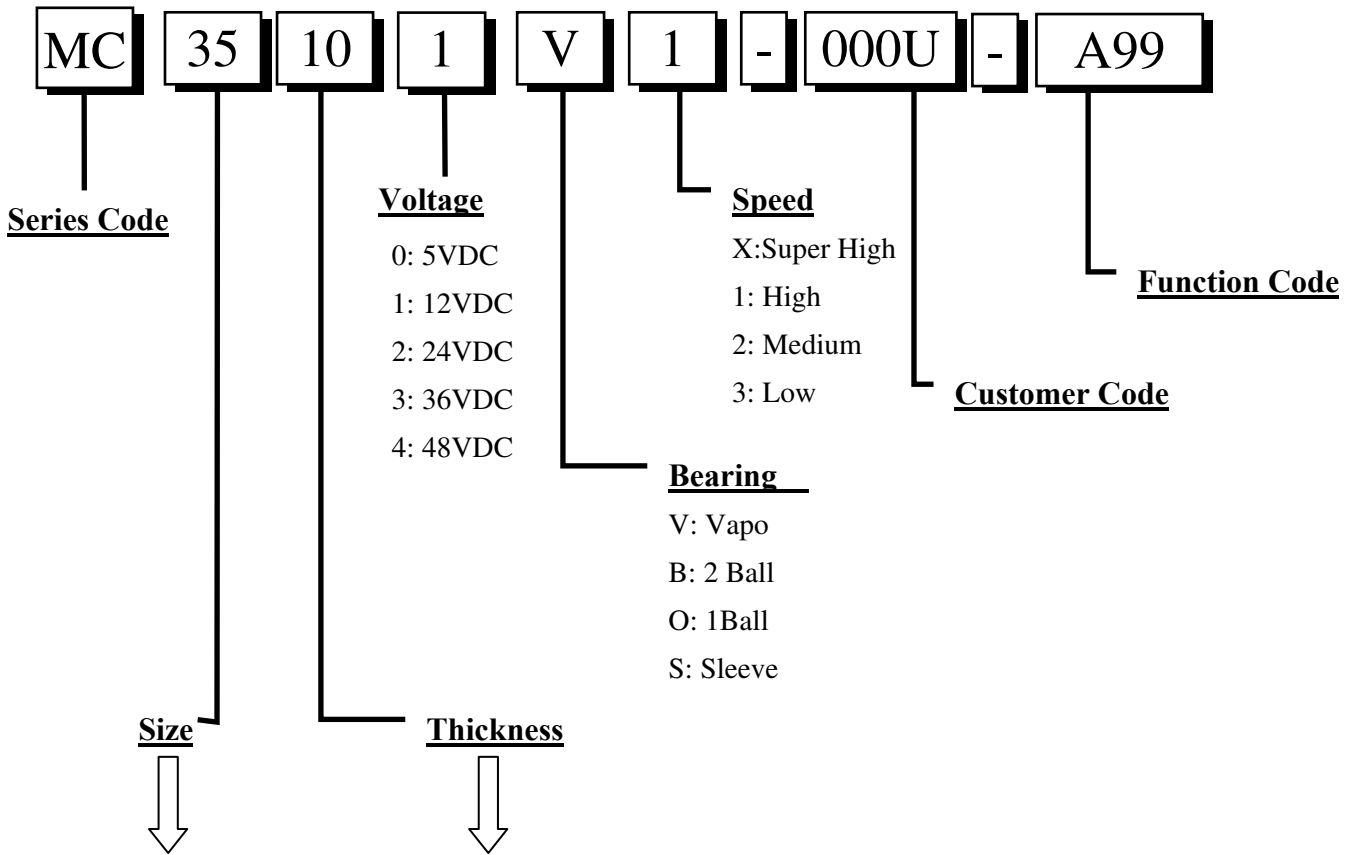 MC 35 10 1 V 1 - 000U - A99
Series Code
Voltage
0: 5VDC
1: 12VDC
2: 24VDC
3: 36VDC
4: 48VDC
Speed
X:Super High
1: High
2: Medium
3: Low
Function Code
Customer Code
Bearing
V: Vapo
B: 2 Ball
O: 1Ball
S: Sleeve
Size
Thickness